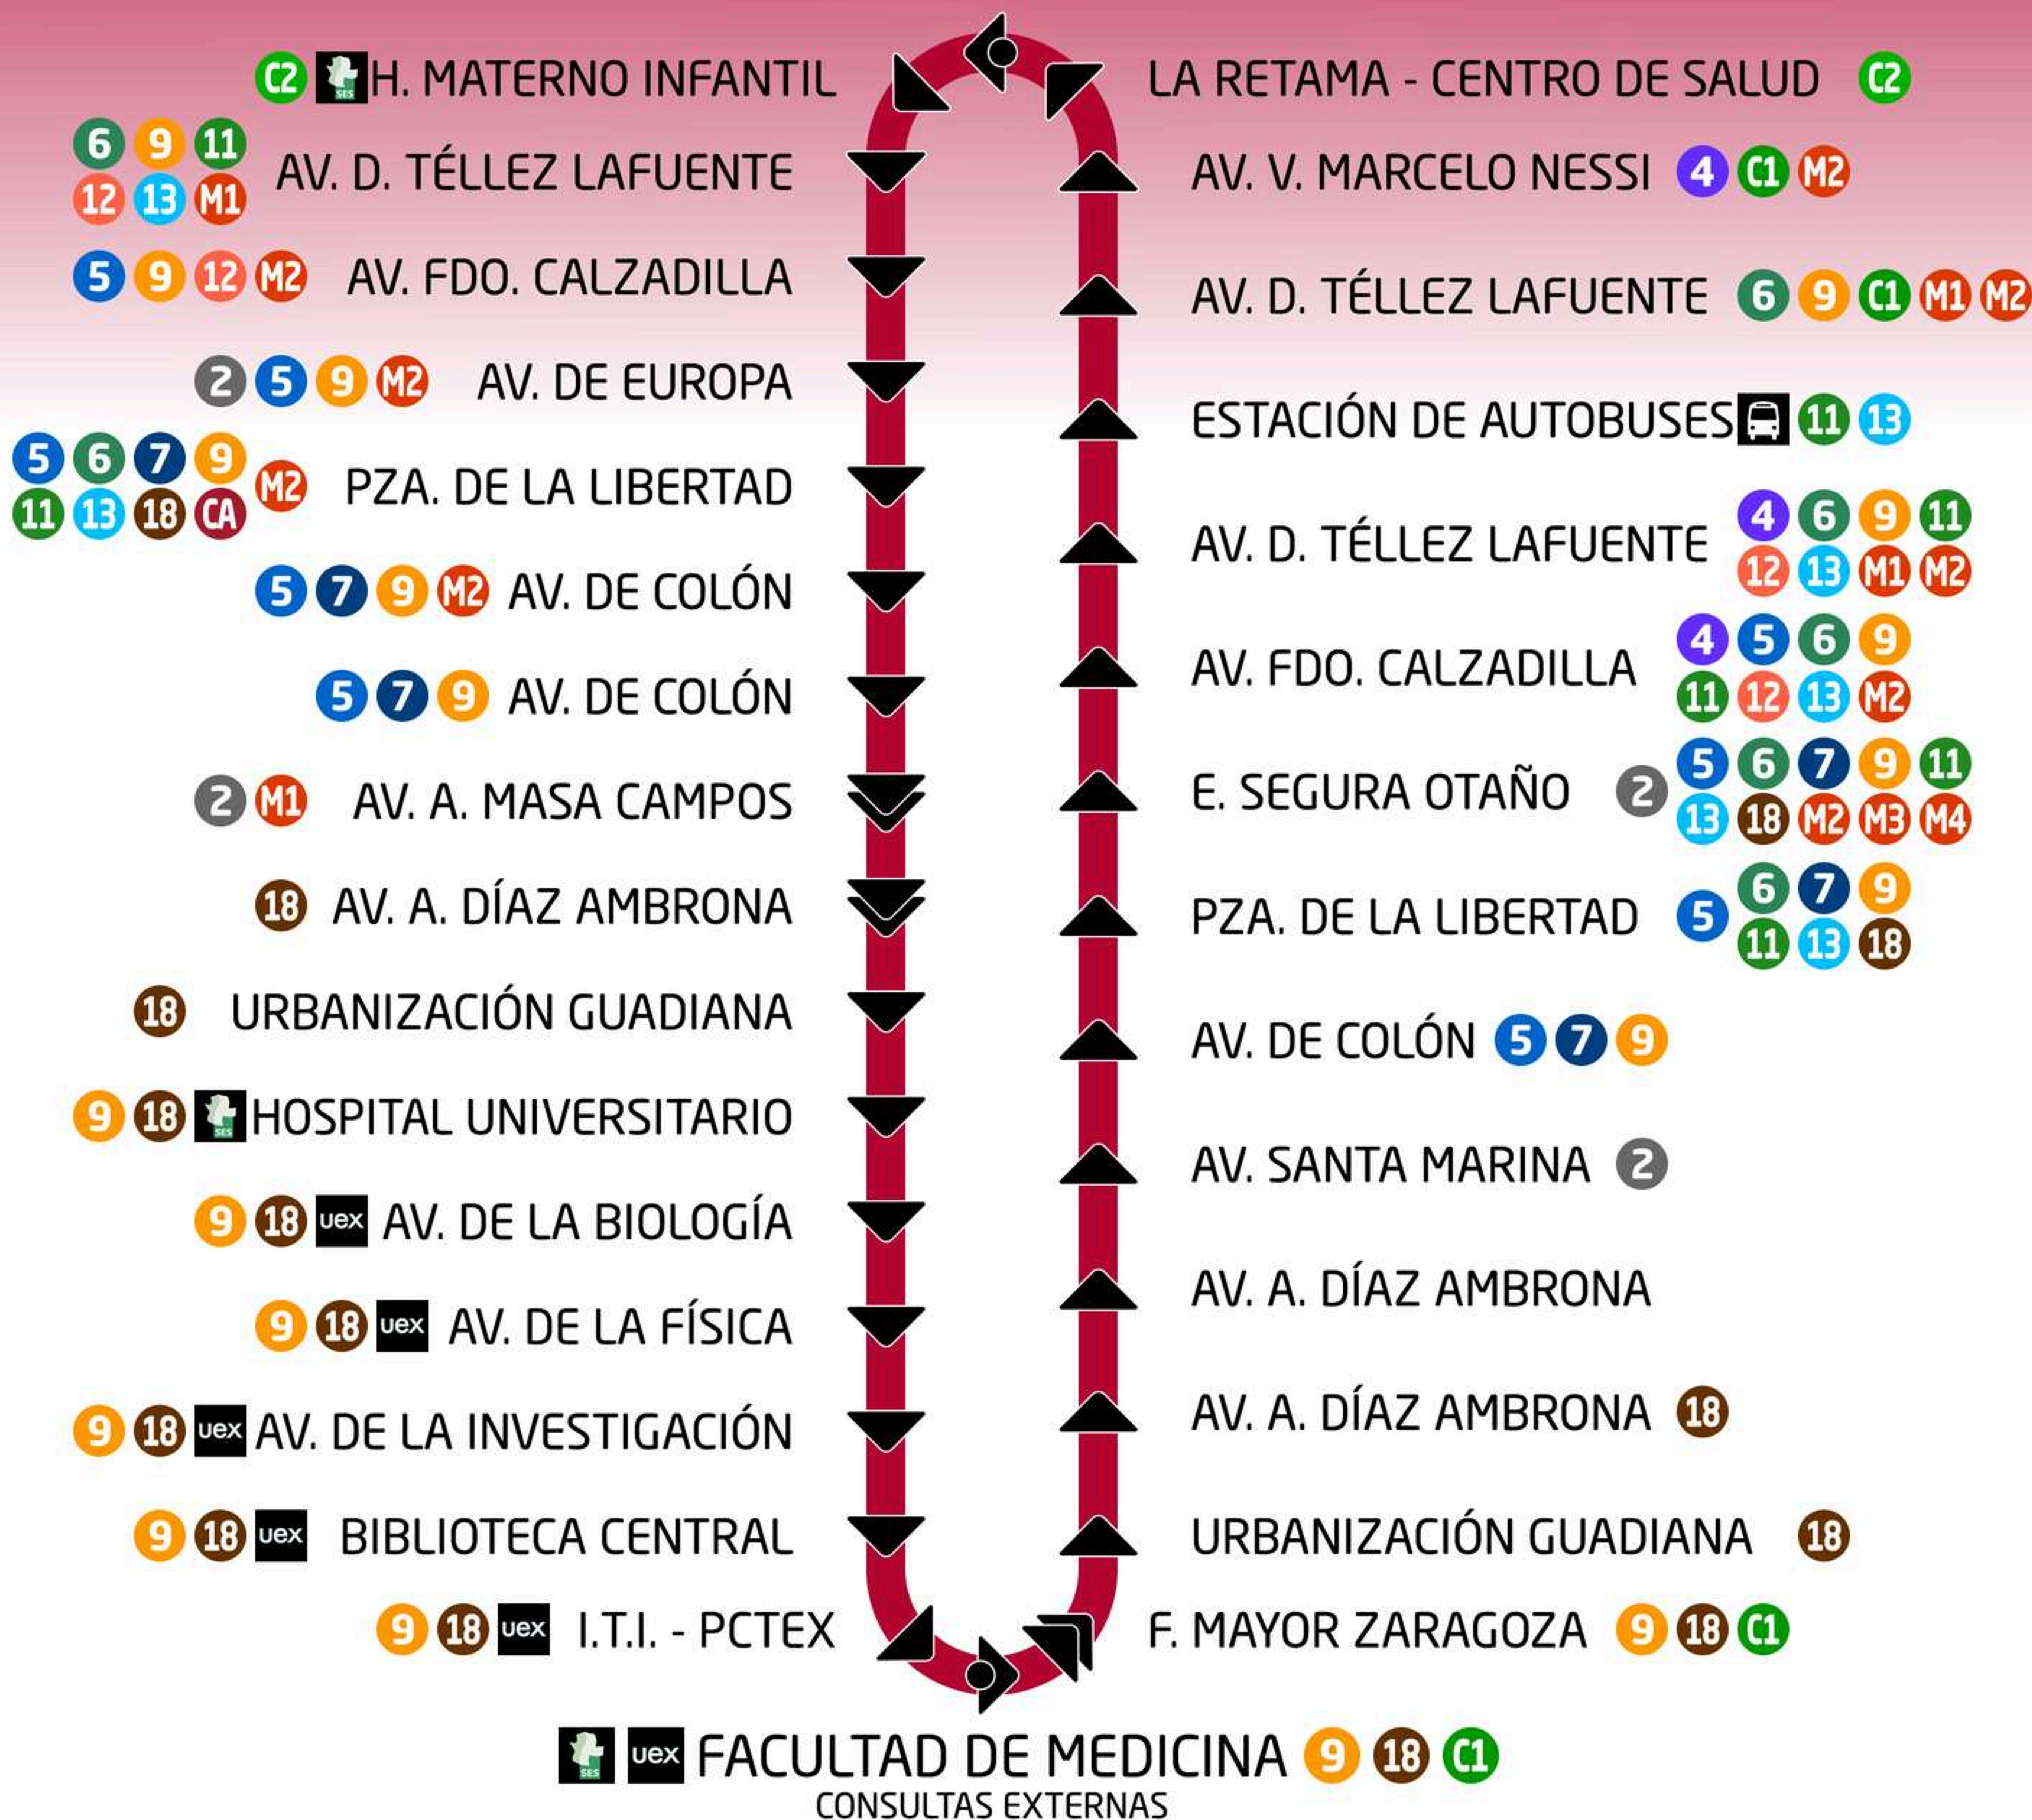 C2 SES H. MATERNO INFANTIL
6 9 11
12 13 M1
AV. D. TÉLLEZ LAFUENTE
5 9 12 M2 AV. FDO. CALZADILLA
2 5 9 M2 AV. DE EUROPA
5 6 7 9
11 13 18 CA
M2 PZA. DE LA LIBERTAD
5 7 9 M2 AV. DE COLÓN
5 7 9 AV. DE COLÓN
2 M1 AV. A. MASA CAMPOS
18 AV. A. DÍAZ AMBRONA
18 URBANIZACIÓN GUADIANA
9 18 SES HOSPITAL UNIVERSITARIO
9 18 uex AV. DE LA BIOLOGÍA
9 18 uex AV. DE LA FÍSICA
9 18 uex AV. DE LA INVESTIGACIÓN
9 18 uex BIBLIOTECA CENTRAL
9 18 uex I.T.I. - PCTEX
LA RETAMA - CENTRO DE SALUD C2
AV. V. MARCELO NESSI 4 C1 M2
AV. D. TÉLLEZ LAFUENTE 6 9 C1 M1 M2
ESTACIÓN DE AUTOBUSES 11 13
AV. D. TÉLLEZ LAFUENTE
4 6 9 11
12 13 M1 M2
AV. FDO. CALZADILLA
4 5 6 9
11 12 13 M2
E. SEGURA OTAÑO 2
5 6 7 9 11
13 18 M2 M3 M4
PZA. DE LA LIBERTAD 5
6 7 9
11 13 18
AV. DE COLÓN 5 7 9
AV. SANTA MARINA 2
AV. A. DÍAZ AMBRONA
AV. A. DÍAZ AMBRONA 18
URBANIZACIÓN GUADIANA 18
F. MAYOR ZARAGOZA 9 18 C1
SES uex FACULTAD DE MEDICINA 9 18 C1
CONSULTAS EXTERNAS